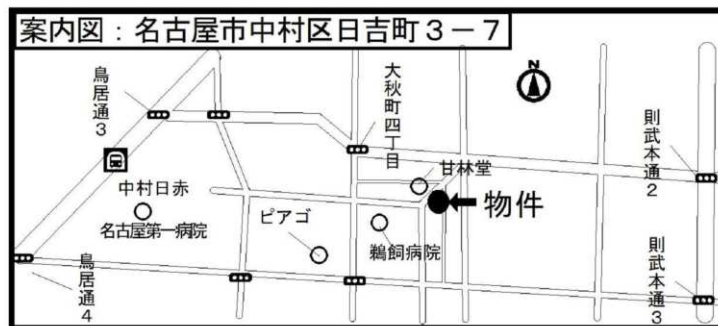 案内図：名古屋市中村区日吉町３－７
N
鳥居通3
大秋町四丁目
則武本通2
甘林堂
中村日赤
名古屋第一病院
物件
ピアゴ
鵜飼病院
鳥居通4
則武本通3